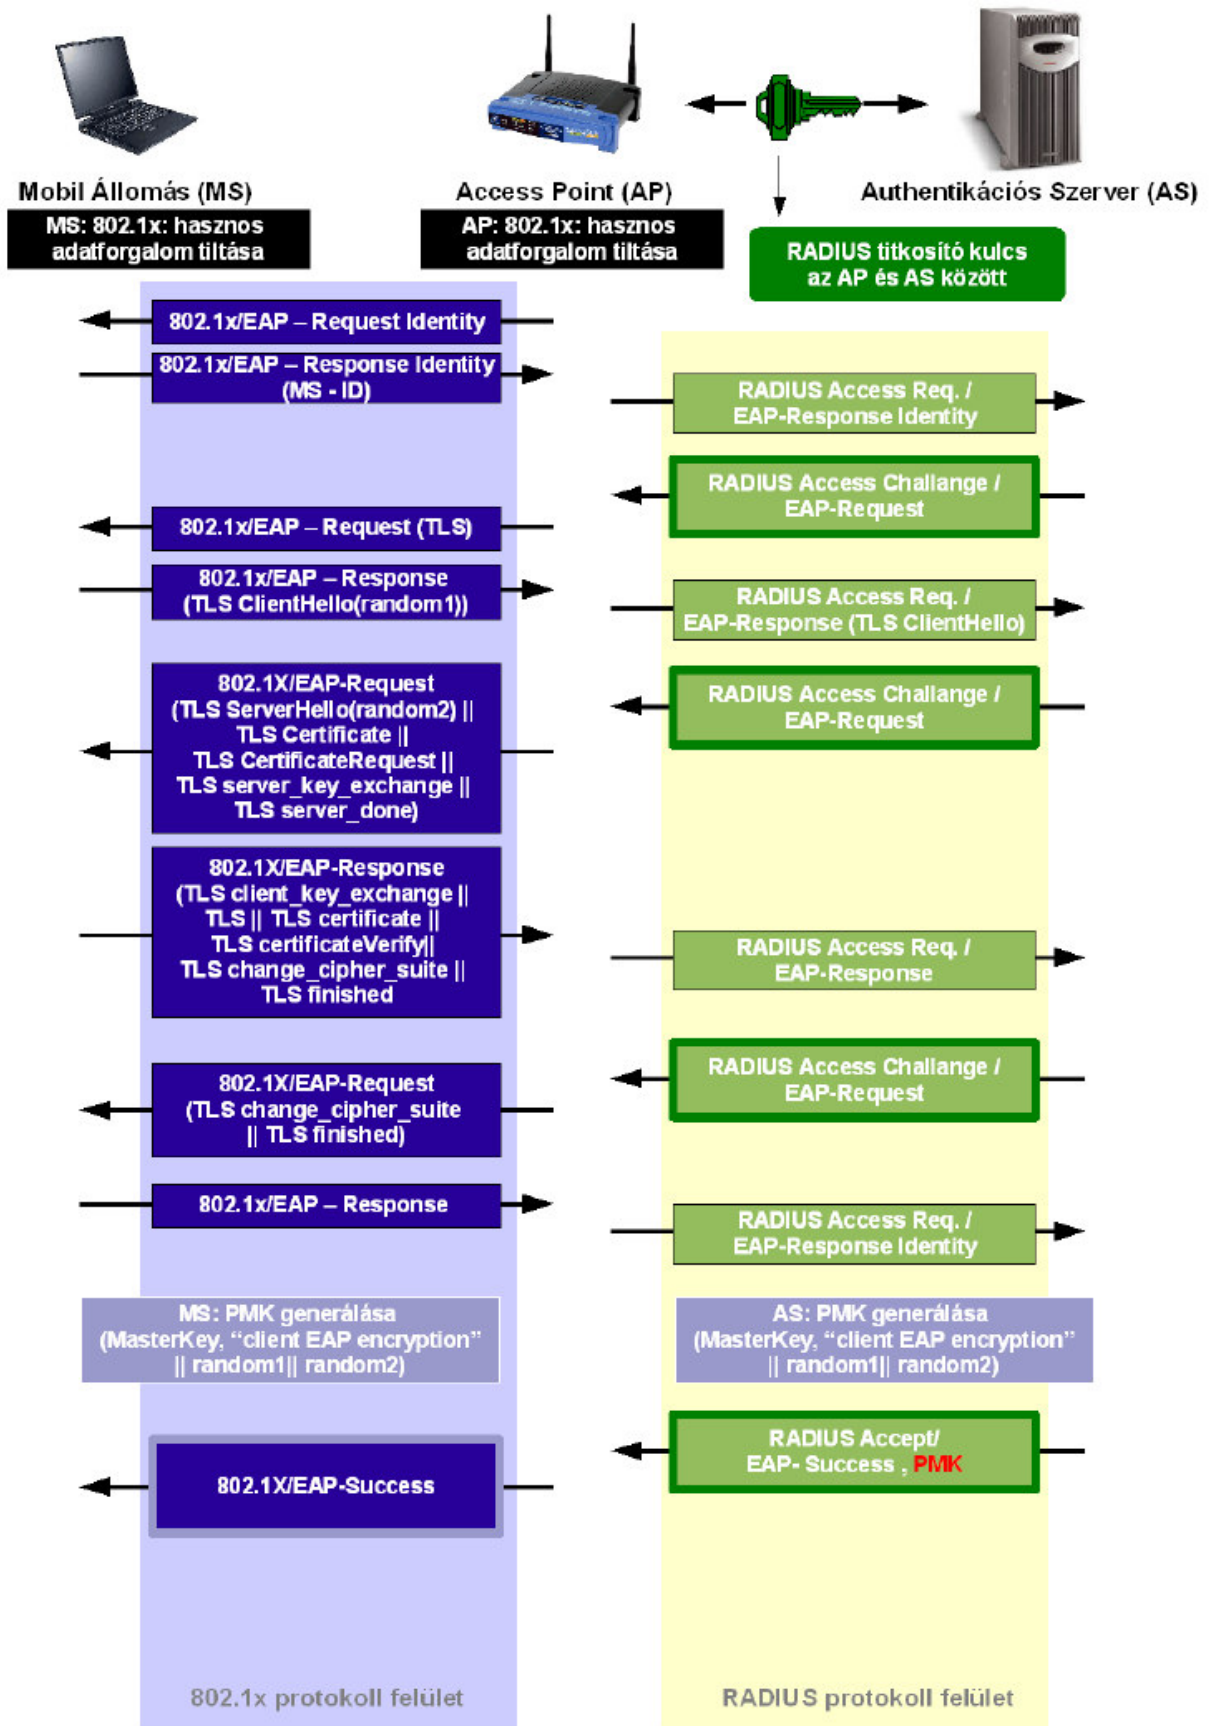 Mobil Állomás (MS)
Access Point (AP)
Authentikációs Szerver (AS)
MS: 802.1x: hasznos
adatforgalom tiltása
AP: 802.1x: hasznos
adatforgalom tiltása
RADIUS titkosító kulcs
az AP és AS között
802.1x/EAP – Request Identity
802.1x/EAP – Response Identity
(MS - ID)
RADIUS Access Req. /
EAP-Response Identity
RADIUS Access Challange /
EAP-Request
802.1x/EAP – Request (TLS)
802.1x/EAP – Response
(TLS ClientHello(random1))
RADIUS Access Req. /
EAP-Response (TLS ClientHello)
802.1X/EAP-Request
(TLS ServerHello(random2) ||
TLS Certificate ||
TLS CertificateRequest ||
TLS server_key_exchange ||
TLS server_done)
RADIUS Access Challange /
EAP-Request
802.1X/EAP-Response
(TLS client_key_exchange ||
TLS || TLS certificate ||
TLS certificateVerify||
TLS change_cipher_suite ||
TLS finished
RADIUS Access Req. /
EAP-Response
RADIUS Access Challange /
EAP-Request
802.1X/EAP-Request
(TLS change_cipher_suite
|| TLS finished)
802.1x/EAP – Response
RADIUS Access Req. /
EAP-Response Identity
MS: PMK generálása
(MasterKey, “client EAP encryption”
|| random1|| random2)
AS: PMK generálása
(MasterKey, “client EAP encryption”
|| random1|| random2)
RADIUS Accept/
EAP- Success , PMK
802.1X/EAP-Success
802.1x protokoll felület
RADIUS protokoll felület